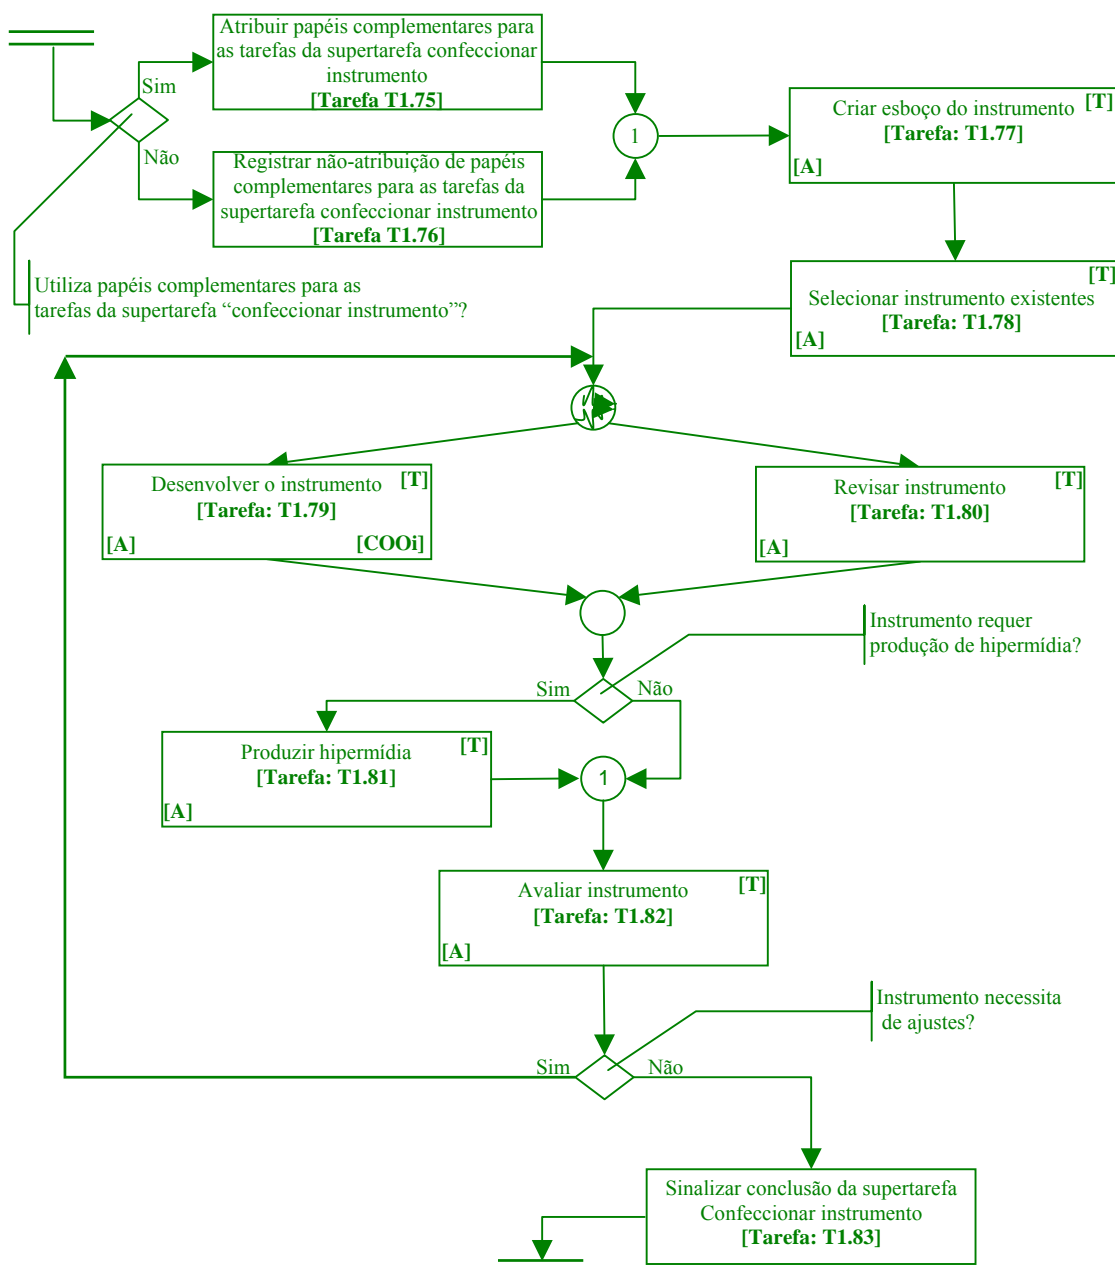 Atribuir papéis complementares para
as tarefas da supertarefa confeccionar
instrumento
[Tarefa T1.75]
Sim
Não
Registrar não-atribuição de papéis
complementares para as tarefas da
supertarefa confeccionar instrumento
[Tarefa T1.76]
1
Criar esboço do instrumento [T]
[Tarefa: T1.77]
[A]
Utiliza papéis complementares para as
tarefas da supertarefa “confeccionar instrumento”?
[T]
Selecionar instrumento existentes
[Tarefa: T1.78]
[A]
Desenvolver o instrumento [T]
[Tarefa: T1.79]
[A] [COOi]
Revisar instrumento [T]
[Tarefa: T1.80]
[A]
Instrumento requer
produção de hipermídia?
Sim
Não
Produzir hipermídia [T]
[Tarefa: T1.81]
[A]
1
Avaliar instrumento [T]
[Tarefa: T1.82]
[A]
Instrumento necessita
de ajustes?
Sim
Não
Sinalizar conclusão da supertarefa
Confeccionar instrumento
[Tarefa: T1.83]